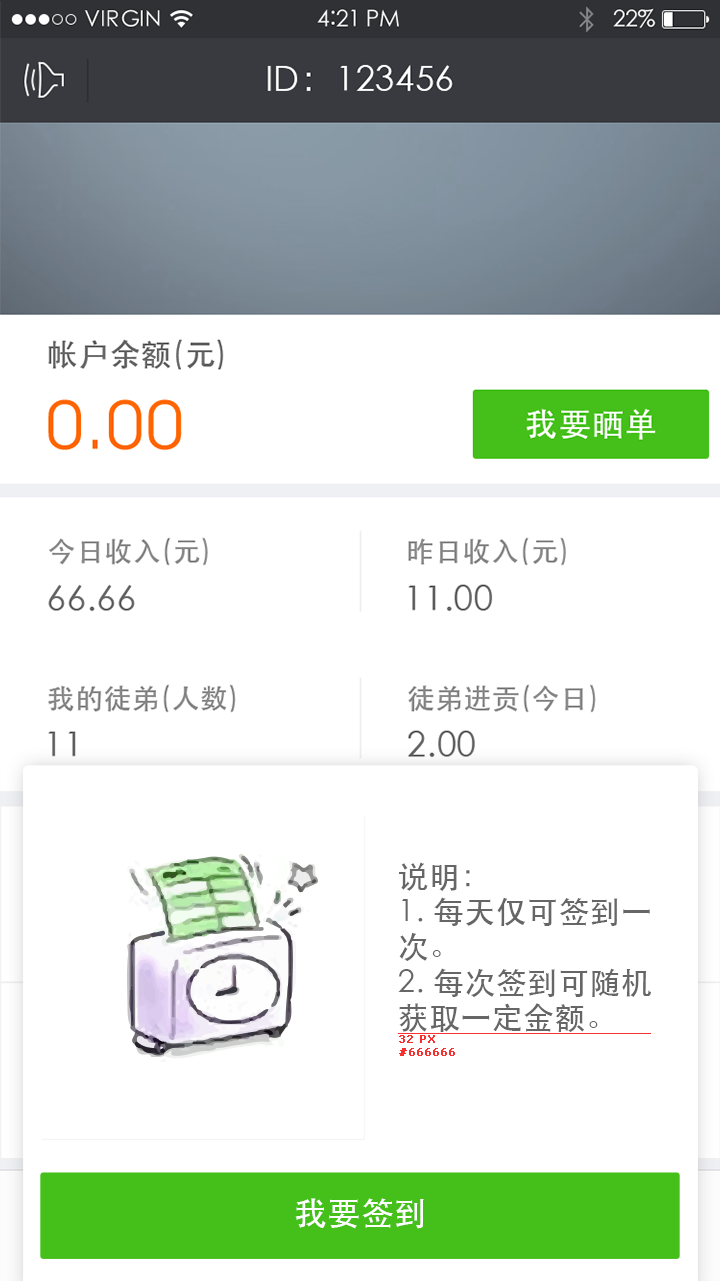 VIRGIN 4:21 PM 22%
ID: 123456
帐户余额(元)
0.00
我要晒单
今日收入(元) 昨日收入(元)
66.66 11.00
我的徒弟(人数) 徒弟进贡(今日)
11 2.00
说明:
1. 每天仅可签到一
次。
2. 每次签到可随机
获取一定金额。
32 PX
#666666
我要签到